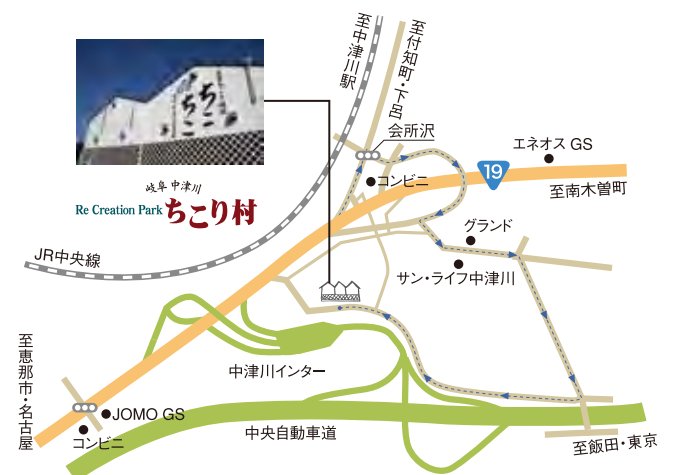 至中津川駅
至付知町・下呂
会所沢
エネオス GS
19
コンビニ
至南木曽町
ちこ
ちこ
岐阜 中津川
Re Creation Park ちこり村
グランド
JR中央線
サン・ライフ中津川
至恵那市・名古屋
中津川インター
JOMO GS
コンビニ
中央自動車道
至飯田・東京